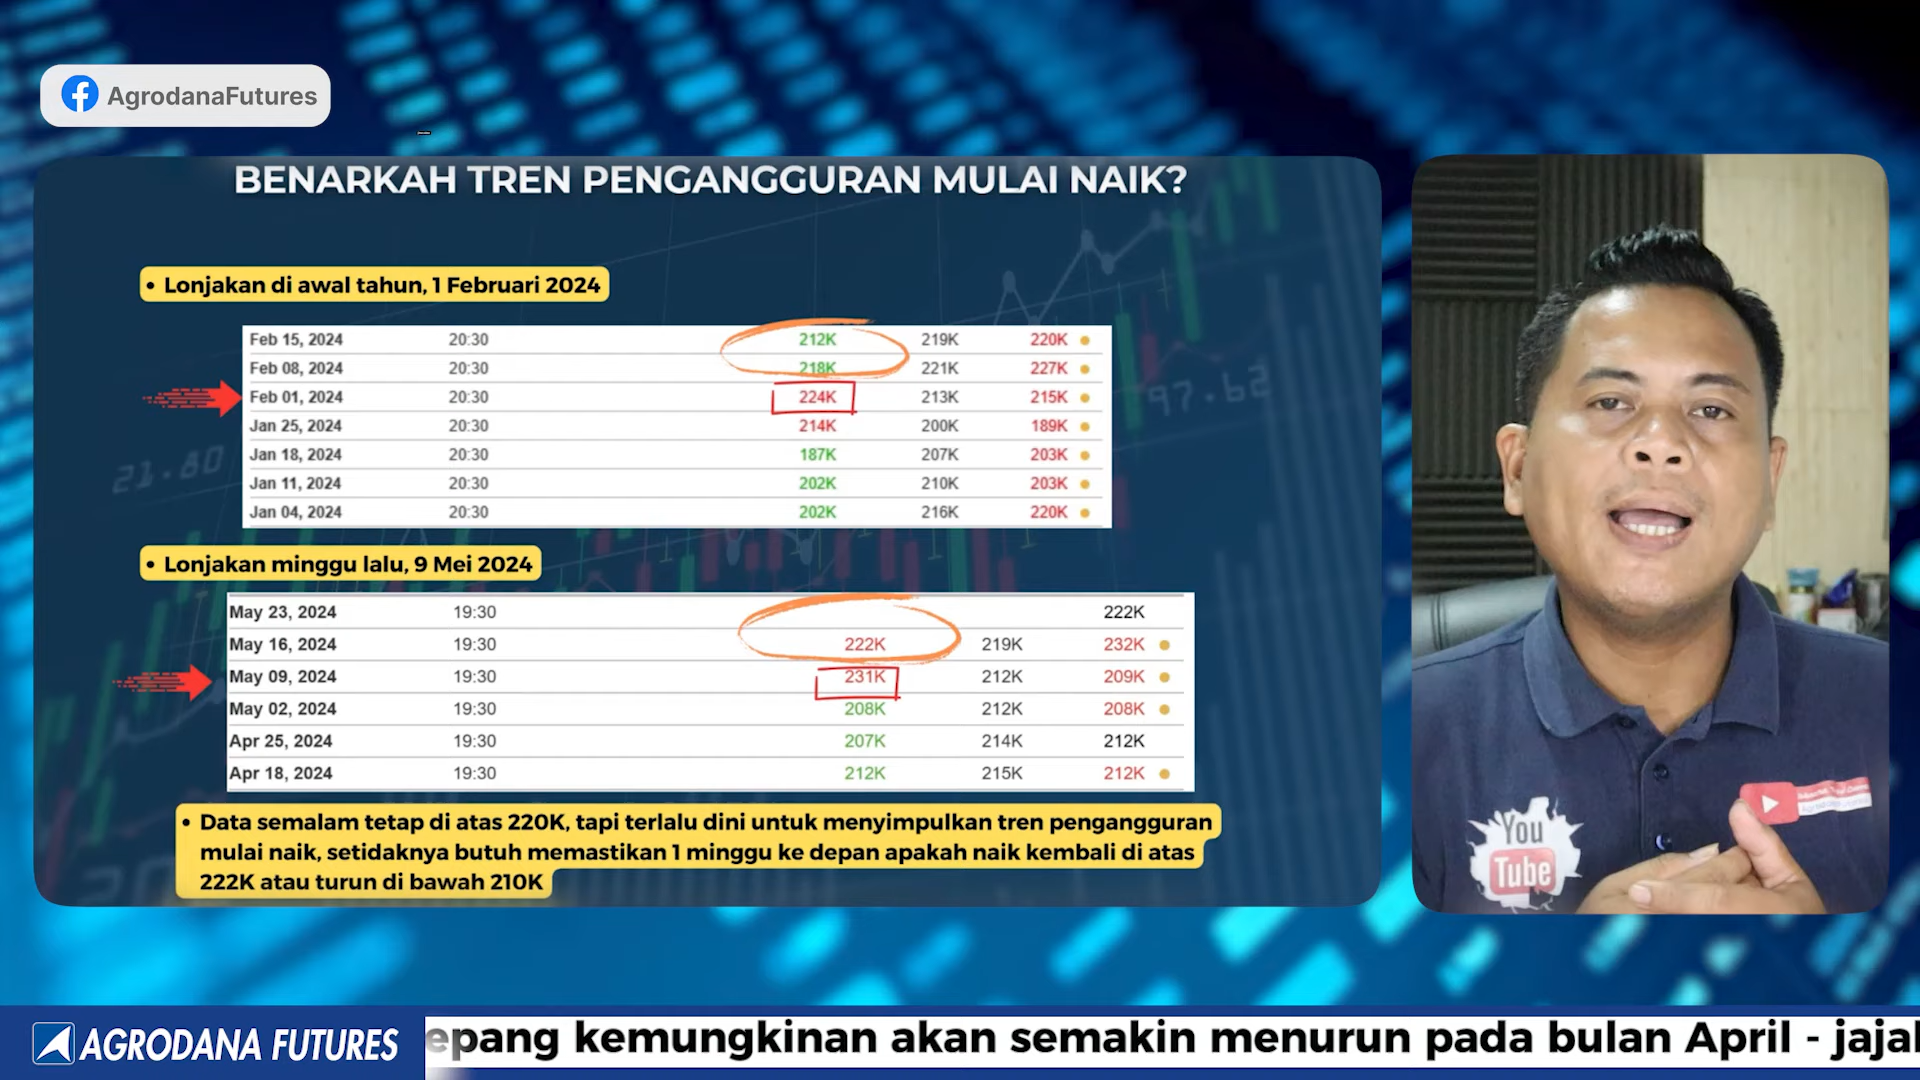 AgrodanaFutures
BENARKAH TREN PENGANGGURAN MULAI NAIK?
• Lonjakan di awal tahun, 1 Februari 2024
Feb 15, 2024 20:30 212K 219K 220K
Feb 08, 2024 20:30 218K 221K 227K
Feb 01, 2024 20:30 224K 213K 215K
Jan 25, 2024 20:30 214K 200K 189K
Jan 18, 2024 20:30 187K 207K 203K
Jan 11, 2024 20:30 202K 210K 203K
Jan 04, 2024 20:30 202K 216K 220K
21.80
97.62
• Lonjakan minggu lalu, 9 Mei 2024
May 23, 2024 19:30 222K
May 16, 2024 19:30 222K 219K 232K
May 09, 2024 19:30 231K 212K 209K
May 02, 2024 19:30 208K 212K 208K
Apr 25, 2024 19:30 207K 214K 212K
Apr 18, 2024 19:30 212K 215K 212K
• Data semalam tetap di atas 220K, tapi terlalu dini untuk menyimpulkan tren pengangguran
mulai naik, setidaknya butuh memastikan 1 minggu ke depan apakah naik kembali di atas
222K atau turun di bawah 210K
You
Tube
AGRODANA FUTURES
epang kemungkinan akan semakin menurun pada bulan April - jajal